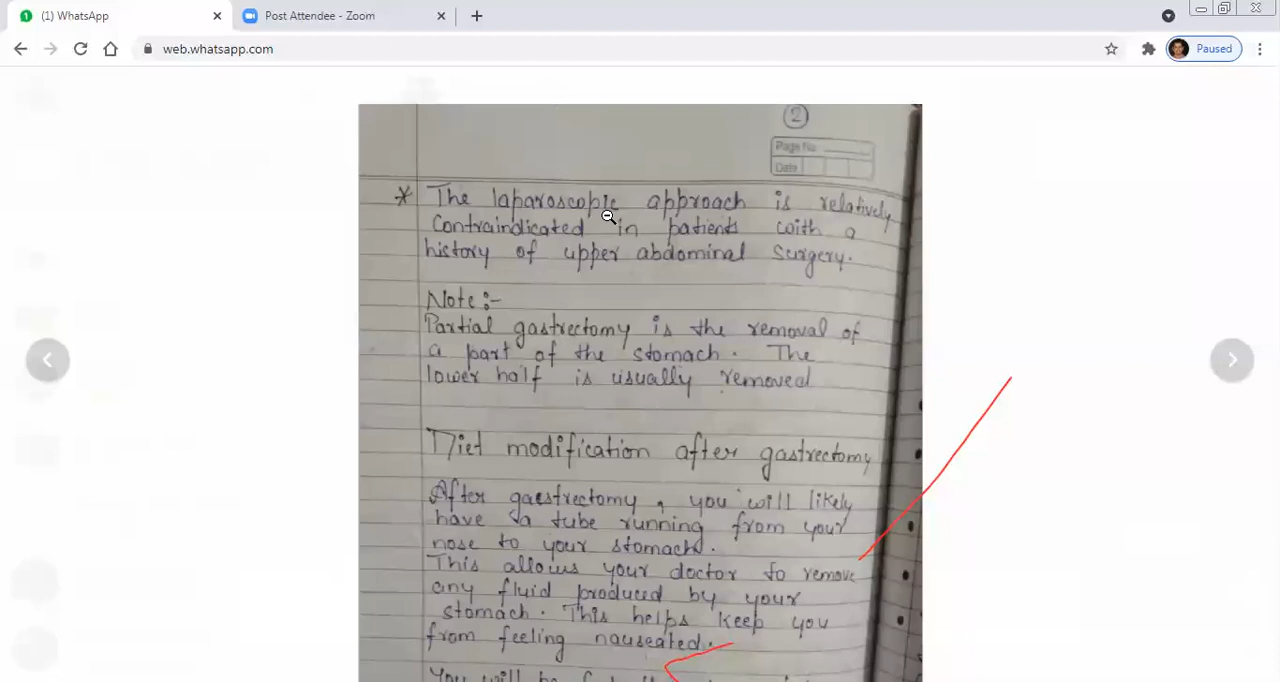 (1) WhatsApp
Post Attendee - Zoom
web.whatsapp.com
Paused
2
Page No.
Date
* The laparoscopic approach is relatively
contraindicated in patients with a
history of upper abdominal surgery.
Note :-
Partial gastrectomy is the removal of
a part of the stomach. The
lower half is usually removed
Diet modification after gastrectomy
After gaestrectomy, you will likely
have a tube running from your
nose to your stomach.
This allows your doctor to remove
any fluid produced by your
stomach. This helps keep you
from feeling nauseated.
You will be